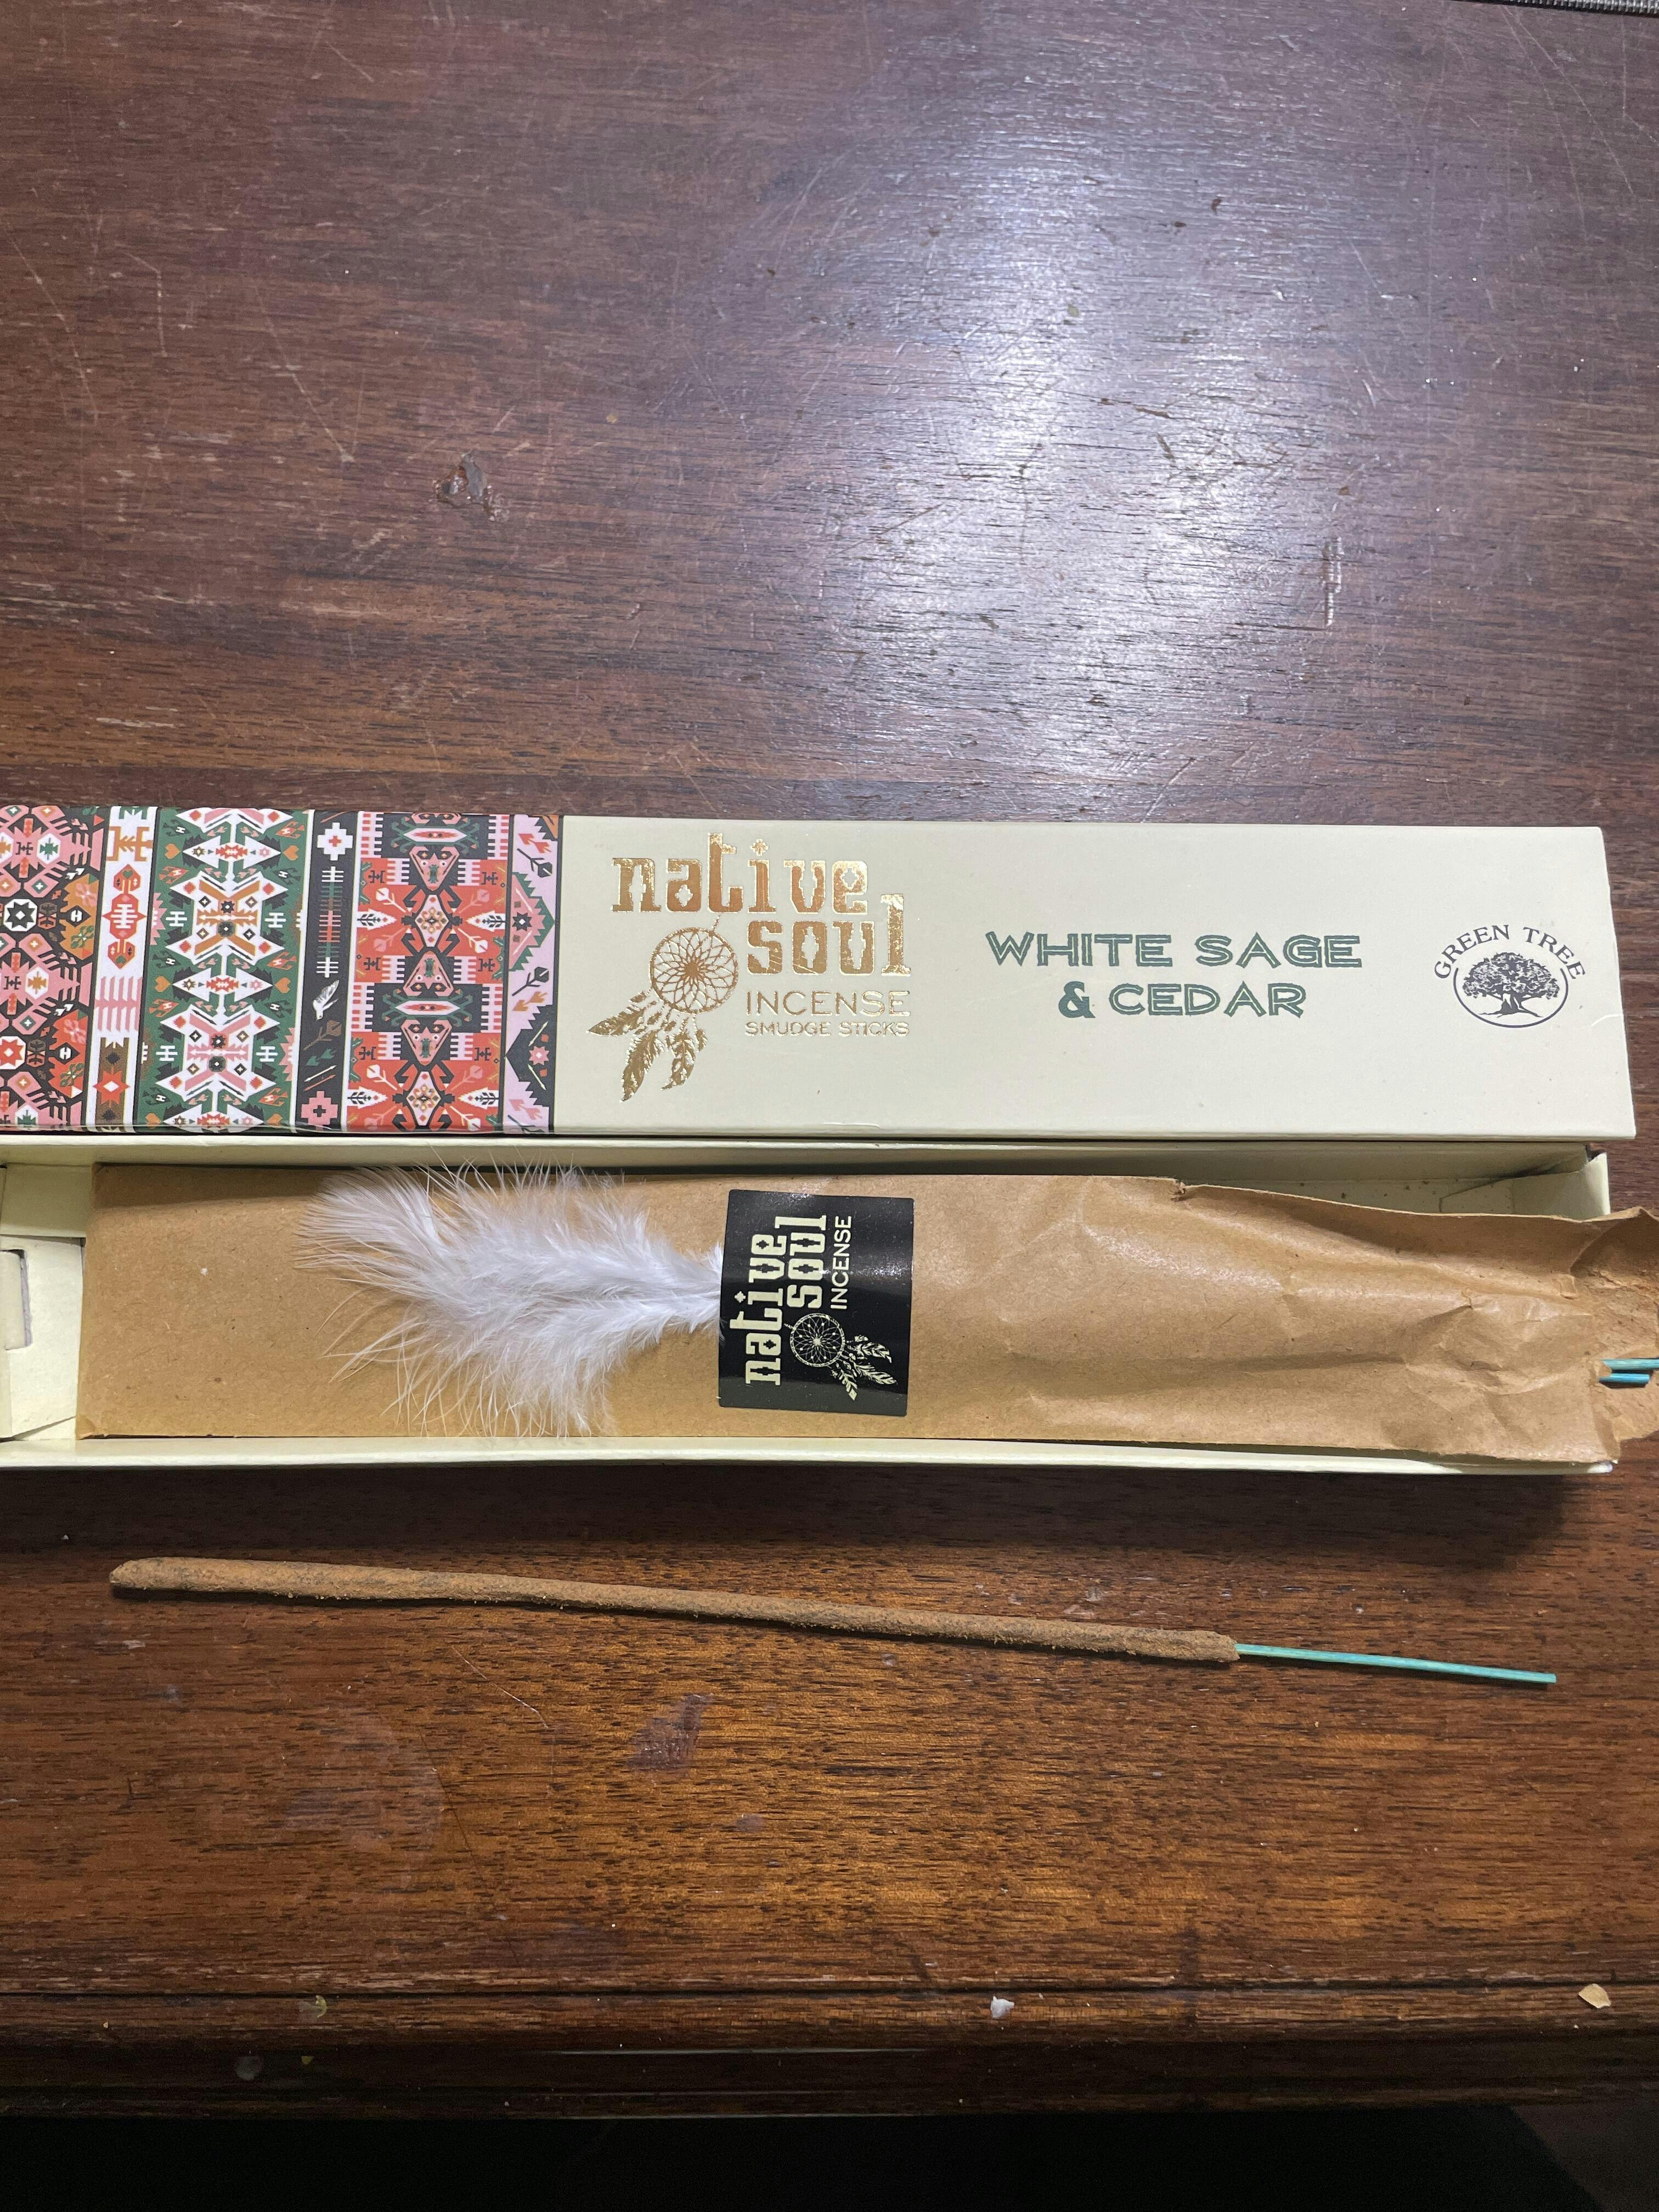 native
soul
INCENSE
SMUDGE STICKS
WHITE SAGE
& CEDAR
GREEN TREE
native
soul
INCENSE